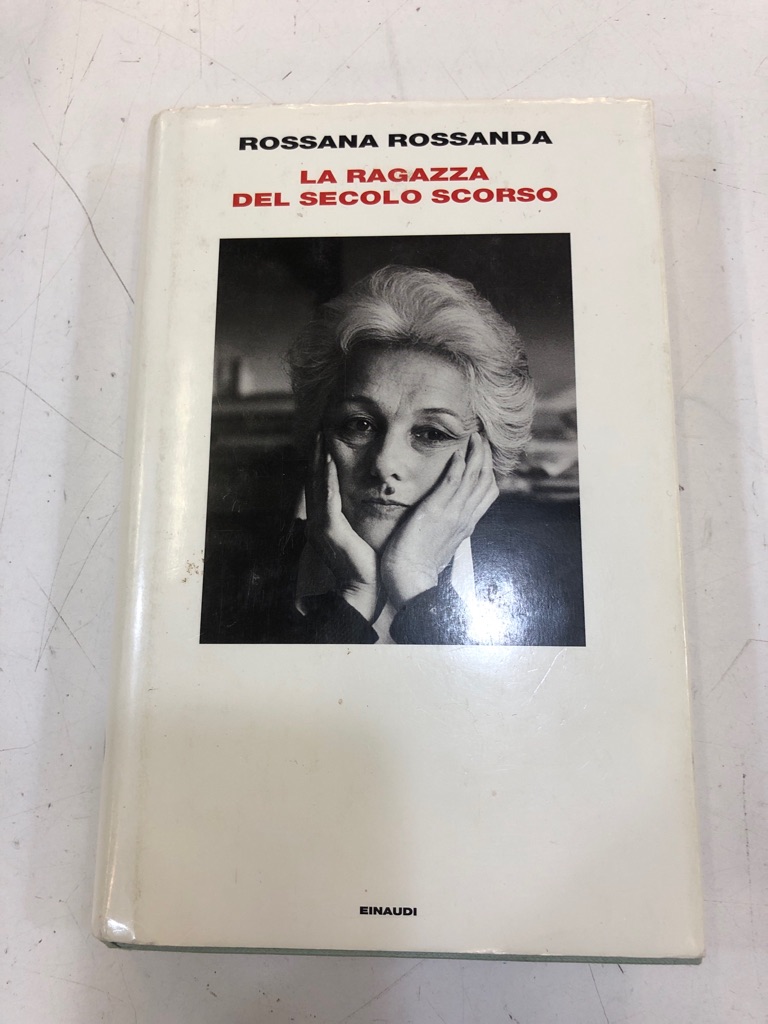 ROSSANA ROSSANDA
LA RAGAZZA
DEL SECOLO SCORSO
EINAUDI